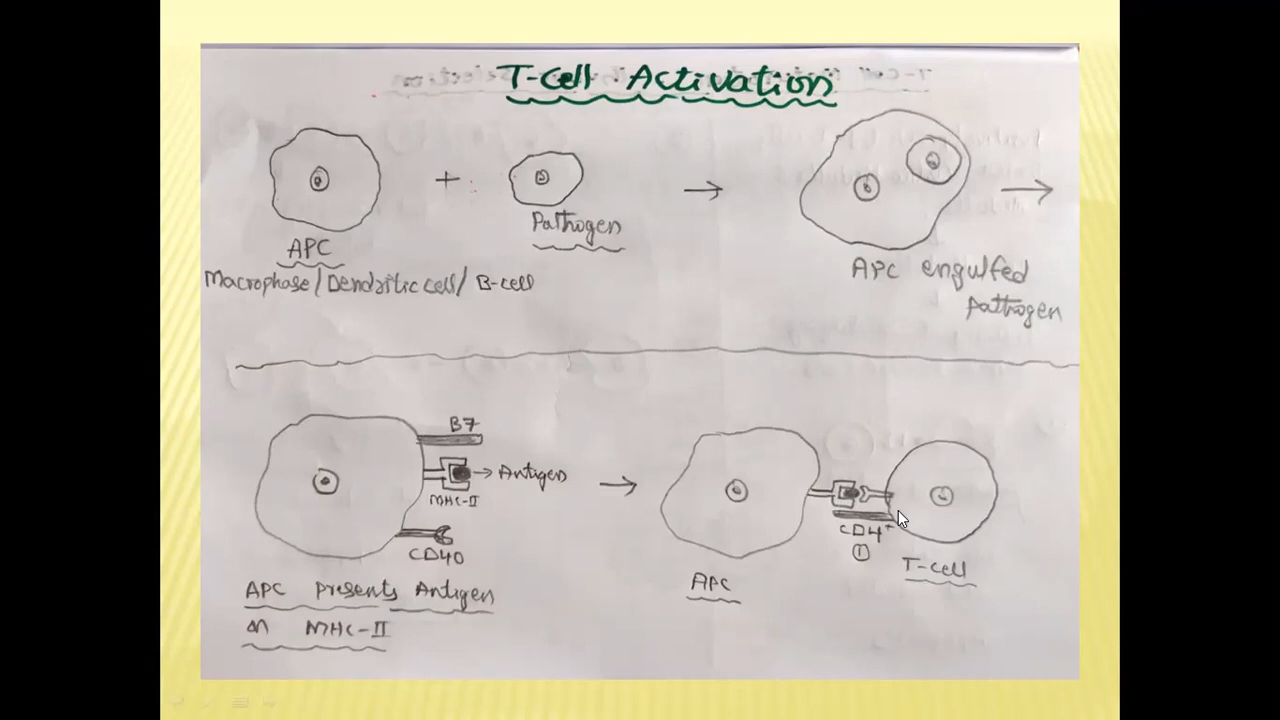 T-cell Activation
+
Pathogen
APC
Macrophase / Dendritic cell / B-cell
APC engulfed
pathogen
B7
Antigen
MHC-II
CD40
APC presents Antigen
on MHC-II
CD4+
1
APC
T-cell